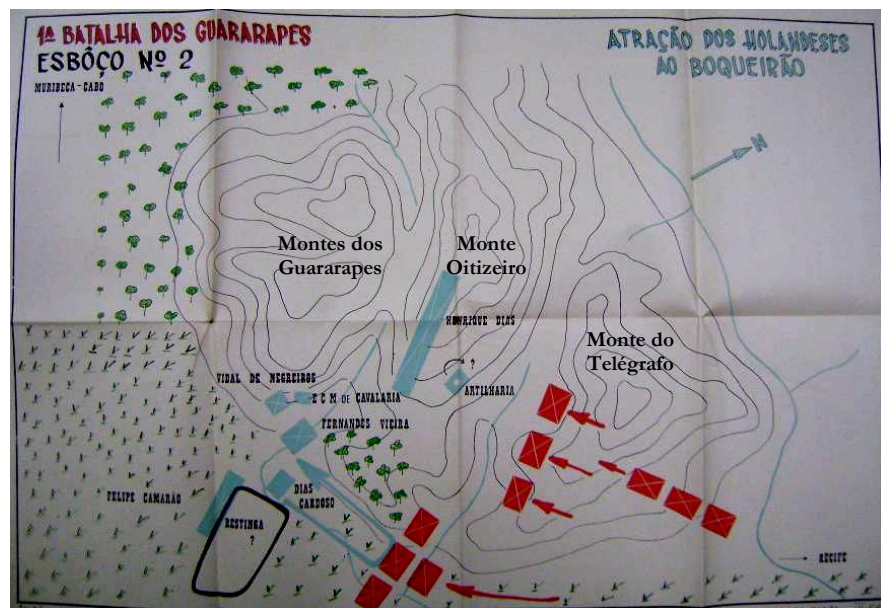 1ª BATALHA DOS GUARARAPES
ESBÔÇO Nº 2
ATRAÇÃO DOS HOLANDESES
AO BOQUEIRÃO
MURIBECA-CABO
N
Montes dos
Guararapes
Monte
Oitizeiro
HENRIQUE DIAS
Monte do
Telégrafo
?
ARTILHARIA
VIDAL DE NEGREIROS
E C M DE CAVALARIA
FERNANDES VIEIRA
FELIPE CAMARÃO
DIAS
CARDOSO
RESTINGA
?
RECIFE